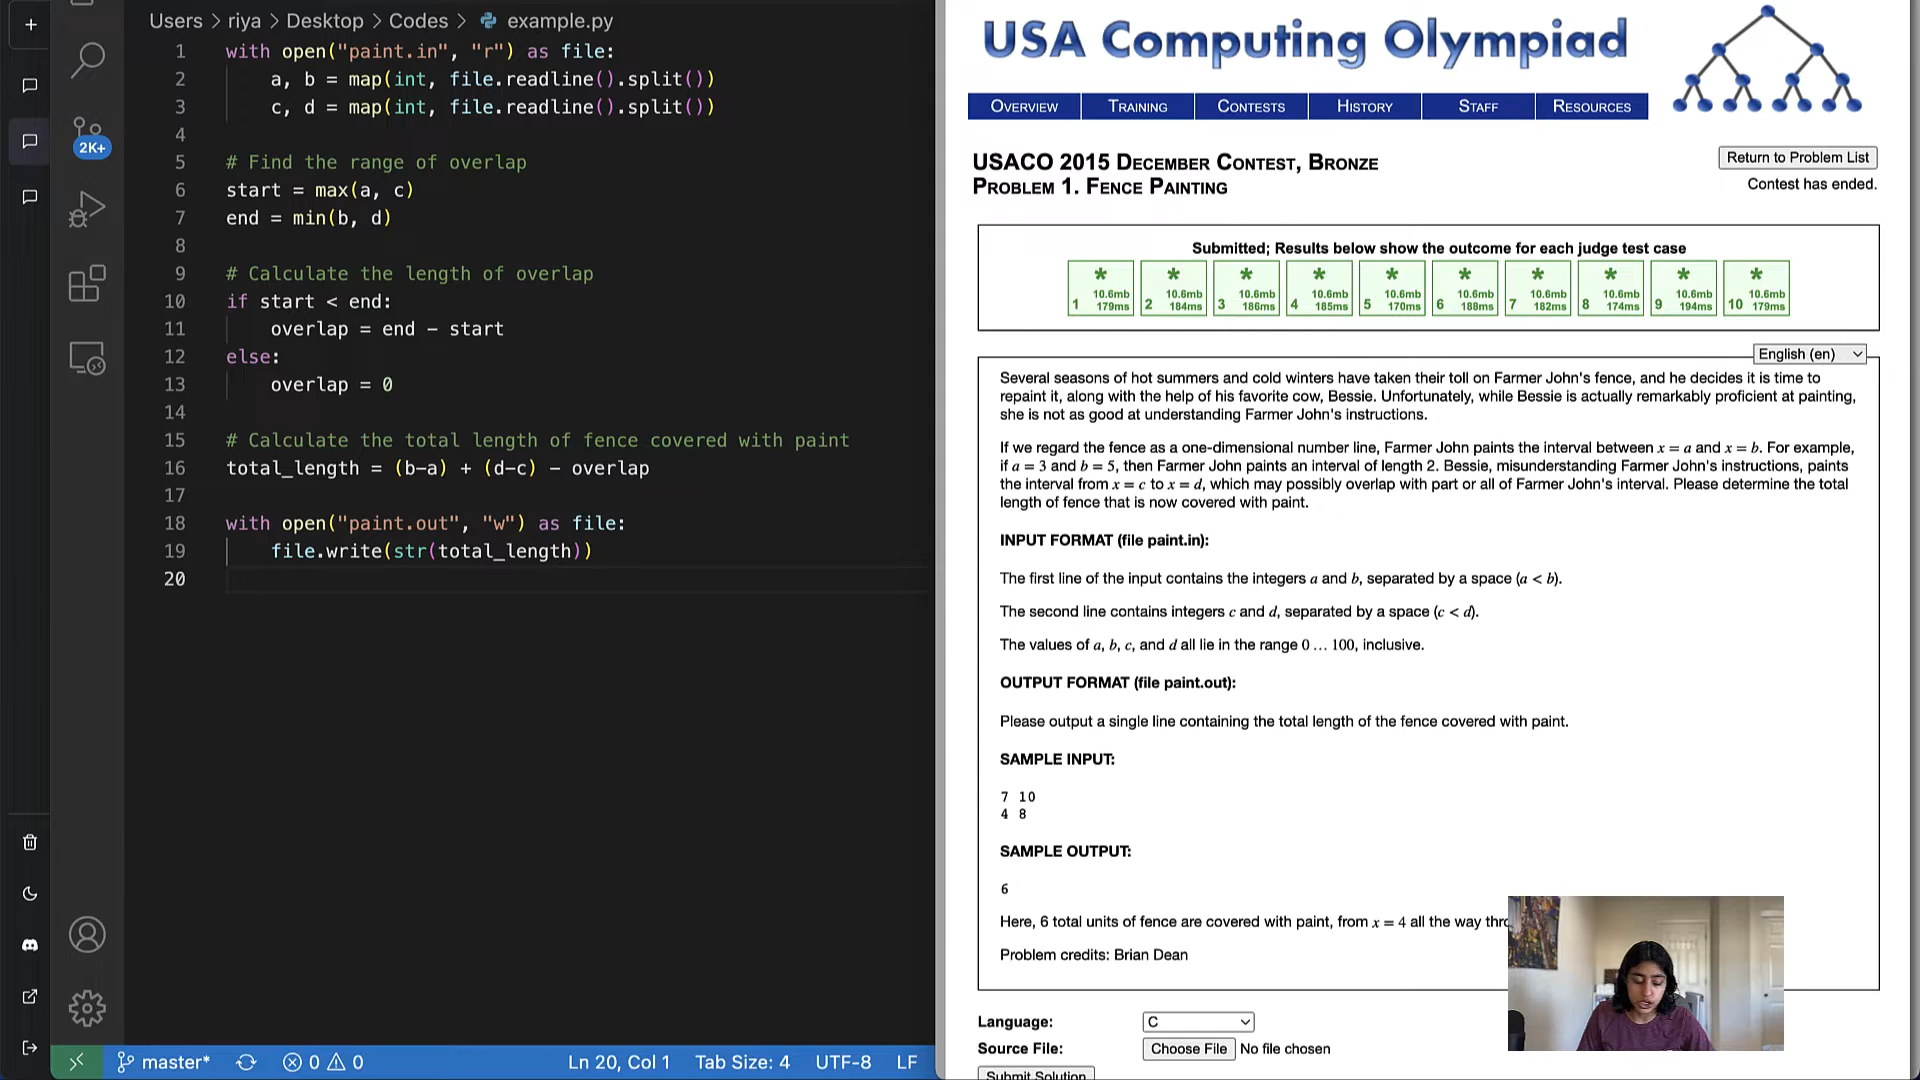 Users > riya > Desktop > Codes > example.py
1 with open("paint.in", "r") as file:
2 a, b = map(int, file.readline().split())
3 c, d = map(int, file.readline().split())
4
5 # Find the range of overlap
6 start = max(a, c)
7 end = min(b, d)
8
9 # Calculate the length of overlap
10 if start < end:
11 overlap = end - start
12 else:
13 overlap = 0
14
15 # Calculate the total length of fence covered with paint
16 total_length = (b-a) + (d-c) - overlap
17
18 with open("paint.out", "w") as file:
19 file.write(str(total_length))
20
2K+
master* 0 0 Ln 20, Col 1 Tab Size: 4 UTF-8 LF
USA Computing Olympiad
OVERVIEW TRAINING CONTESTS HISTORY STAFF RESOURCES
USACO 2015 DECEMBER CONTEST, BRONZE
PROBLEM 1. FENCE PAINTING
Return to Problem List
Contest has ended.
Submitted; Results below show the outcome for each judge test case
* * * * * * * * * *
10.6mb 10.6mb 10.6mb 10.6mb 10.6mb 10.6mb 10.6mb 10.6mb 10.6mb 10.6mb
1 179ms 2 184ms 3 186ms 4 185ms 5 170ms 6 188ms 7 182ms 8 174ms 9 194ms 10 179ms
English (en)
Several seasons of hot summers and cold winters have taken their toll on Farmer John's fence, and he decides it is time to
repaint it, along with the help of his favorite cow, Bessie. Unfortunately, while Bessie is actually remarkably proficient at painting,
she is not as good at understanding Farmer John's instructions.
If we regard the fence as a one-dimensional number line, Farmer John paints the interval between x = a and x = b. For example,
if a = 3 and b = 5, then Farmer John paints an interval of length 2. Bessie, misunderstanding Farmer John's instructions, paints
the interval from x = c to x = d, which may possibly overlap with part or all of Farmer John's interval. Please determine the total
length of fence that is now covered with paint.
INPUT FORMAT (file paint.in):
The first line of the input contains the integers a and b, separated by a space (a < b).
The second line contains integers c and d, separated by a space (c < d).
The values of a, b, c, and d all lie in the range 0 … 100, inclusive.
OUTPUT FORMAT (file paint.out):
Please output a single line containing the total length of the fence covered with paint.
SAMPLE INPUT:
7 10
4 8
SAMPLE OUTPUT:
6
Here, 6 total units of fence are covered with paint, from x = 4 all the way
Problem credits: Brian Dean
Language: C
Source File: Choose File No file chosen
Submit Solution